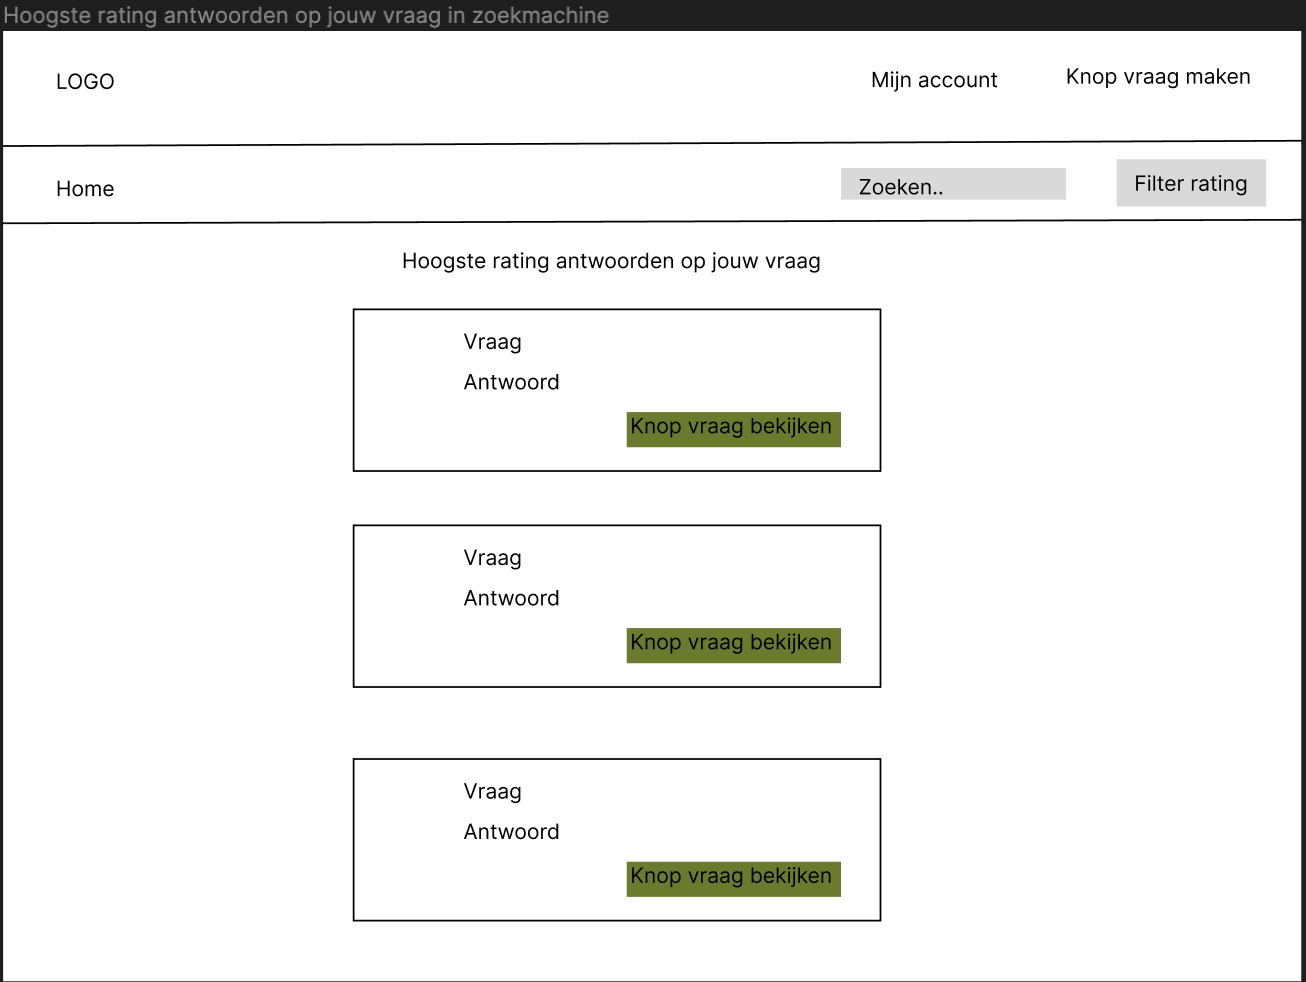 Hoogste rating antwoorden op jouw vraag in zoekmachine
LOGO
Mijn account
Knop vraag maken
Home
Zoeken..
Filter rating
Hoogste rating antwoorden op jouw vraag
Vraag
Antwoord
Knop vraag bekijken
Vraag
Antwoord
Knop vraag bekijken
Vraag
Antwoord
Knop vraag bekijken